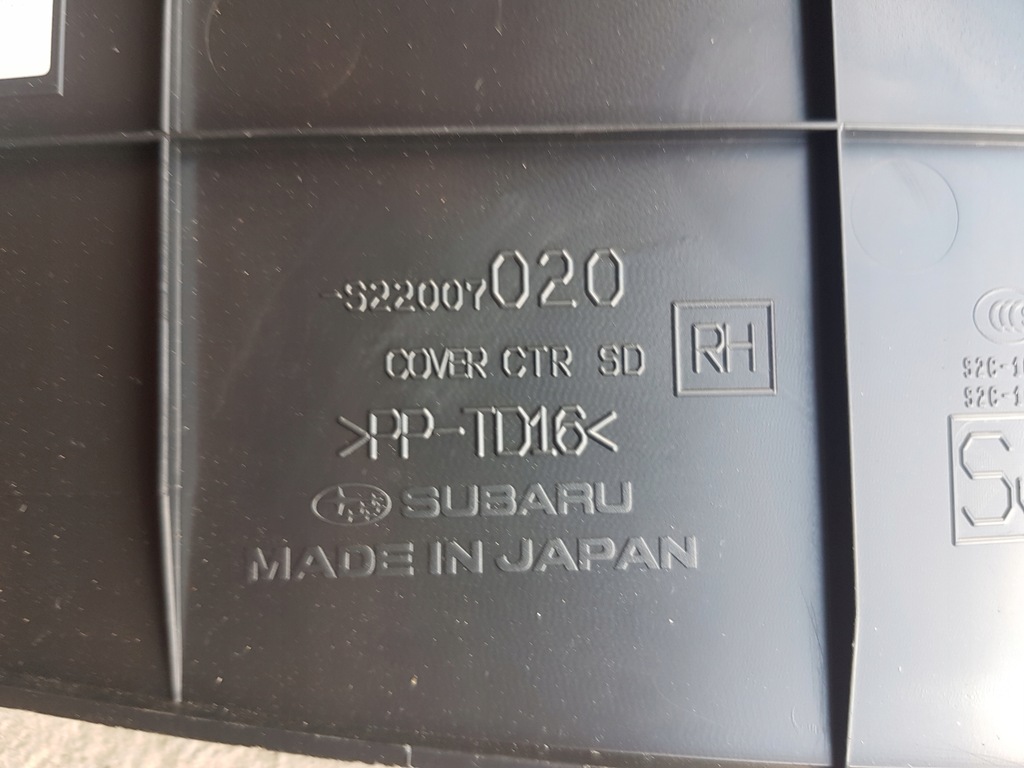 -S22007020
COVER CTR SD
RH
>PP-TD16<
SUBARU
MADE IN JAPAN